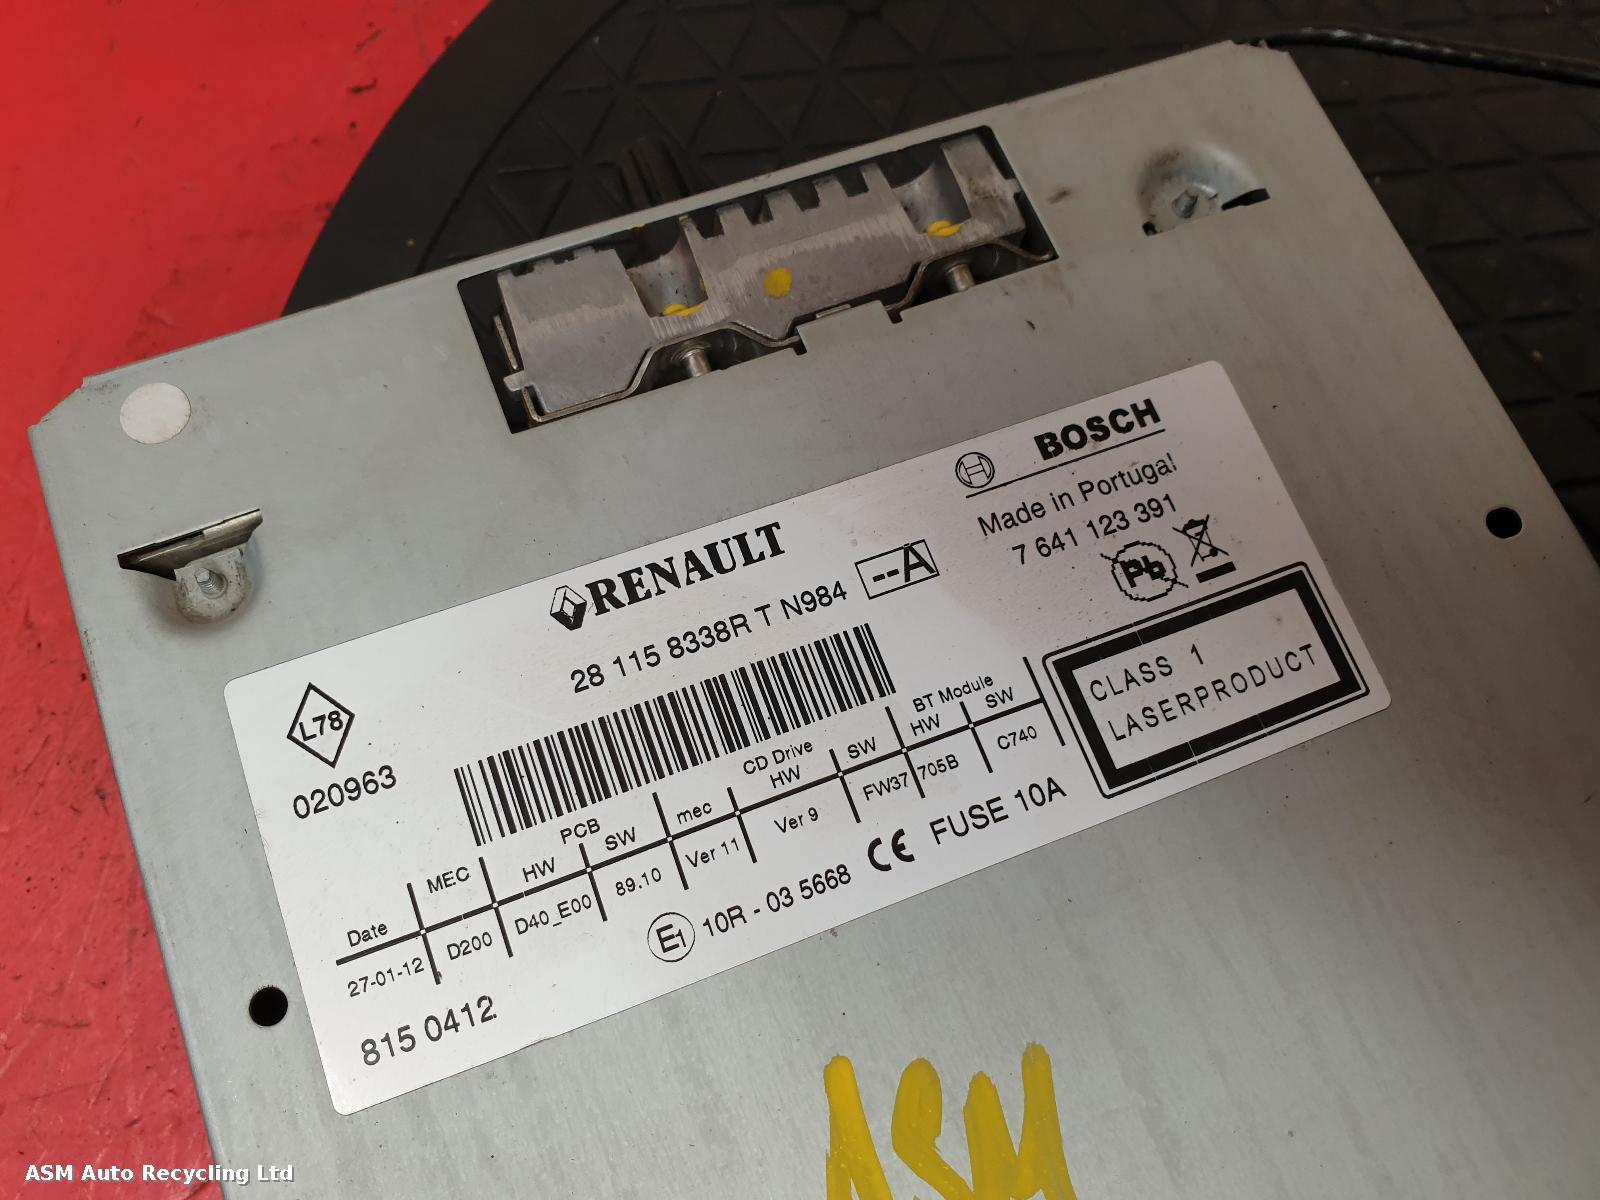 BOSCH
Made in Portugal
7 641 123 391
Pb
RENAULT
28 115 8338R T N984
--A
L78
020963
CLASS 1
LASERPRODUCT
PCB
CD Drive
BT Module
Date MEC HW SW mec HW SW HW SW
27-01-12 D200 D40_E00 89.10 Ver 11 Ver 9 FW37 705B C740
E1 10R - 03 5668 CE FUSE 10A
815 0412
ASM
ASM Auto Recycling Ltd